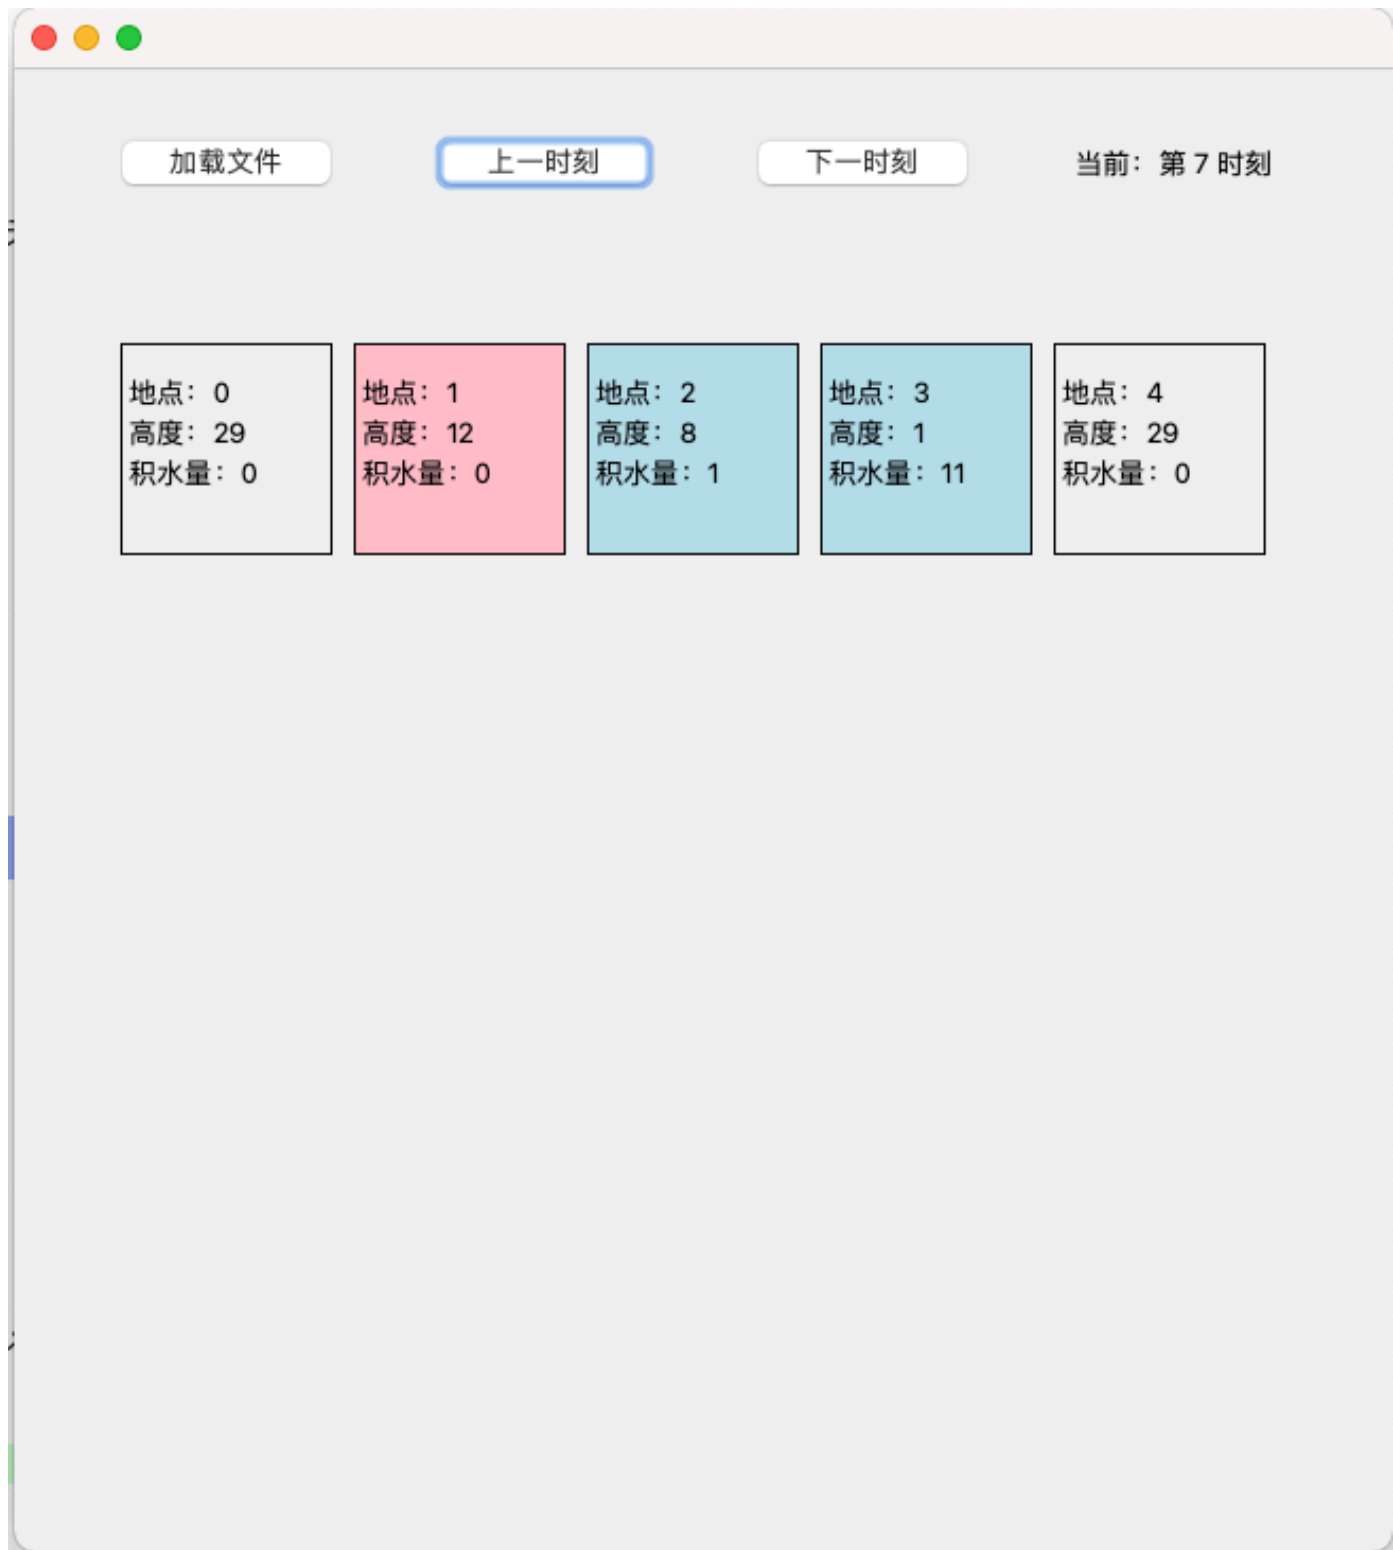 加载文件 上一时刻 下一时刻 当前：第 7 时刻
地点：0
高度：29
积水量：0
地点：1
高度：12
积水量：0
地点：2
高度：8
积水量：1
地点：3
高度：1
积水量：11
地点：4
高度：29
积水量：0